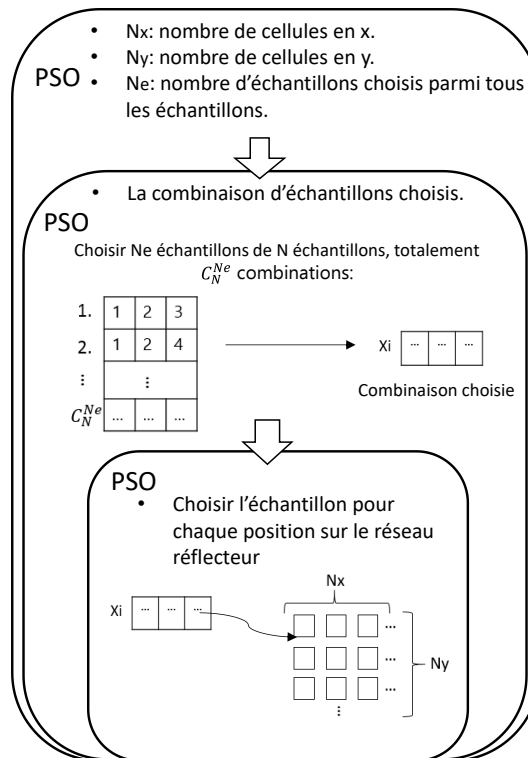 • Nx: nombre de cellules en x.
• Ny: nombre de cellules en y.
PSO
• Ne: nombre d'échantillons choisis parmi tous
les échantillons.
• La combinaison d'échantillons choisis.
PSO
Choisir Ne échantillons de N échantillons, totalement
C_N^{Ne} combinations:
1. 1 2 3
2. 1 2 4
⋮ ⋮
C_N^{Ne} ... ... ...
Xi ... ... ...
Combinaison choisie
PSO
• Choisir l'échantillon pour
chaque position sur le réseau
réflecteur
Nx
Xi ... ... ...
...
... Ny
...
⋮